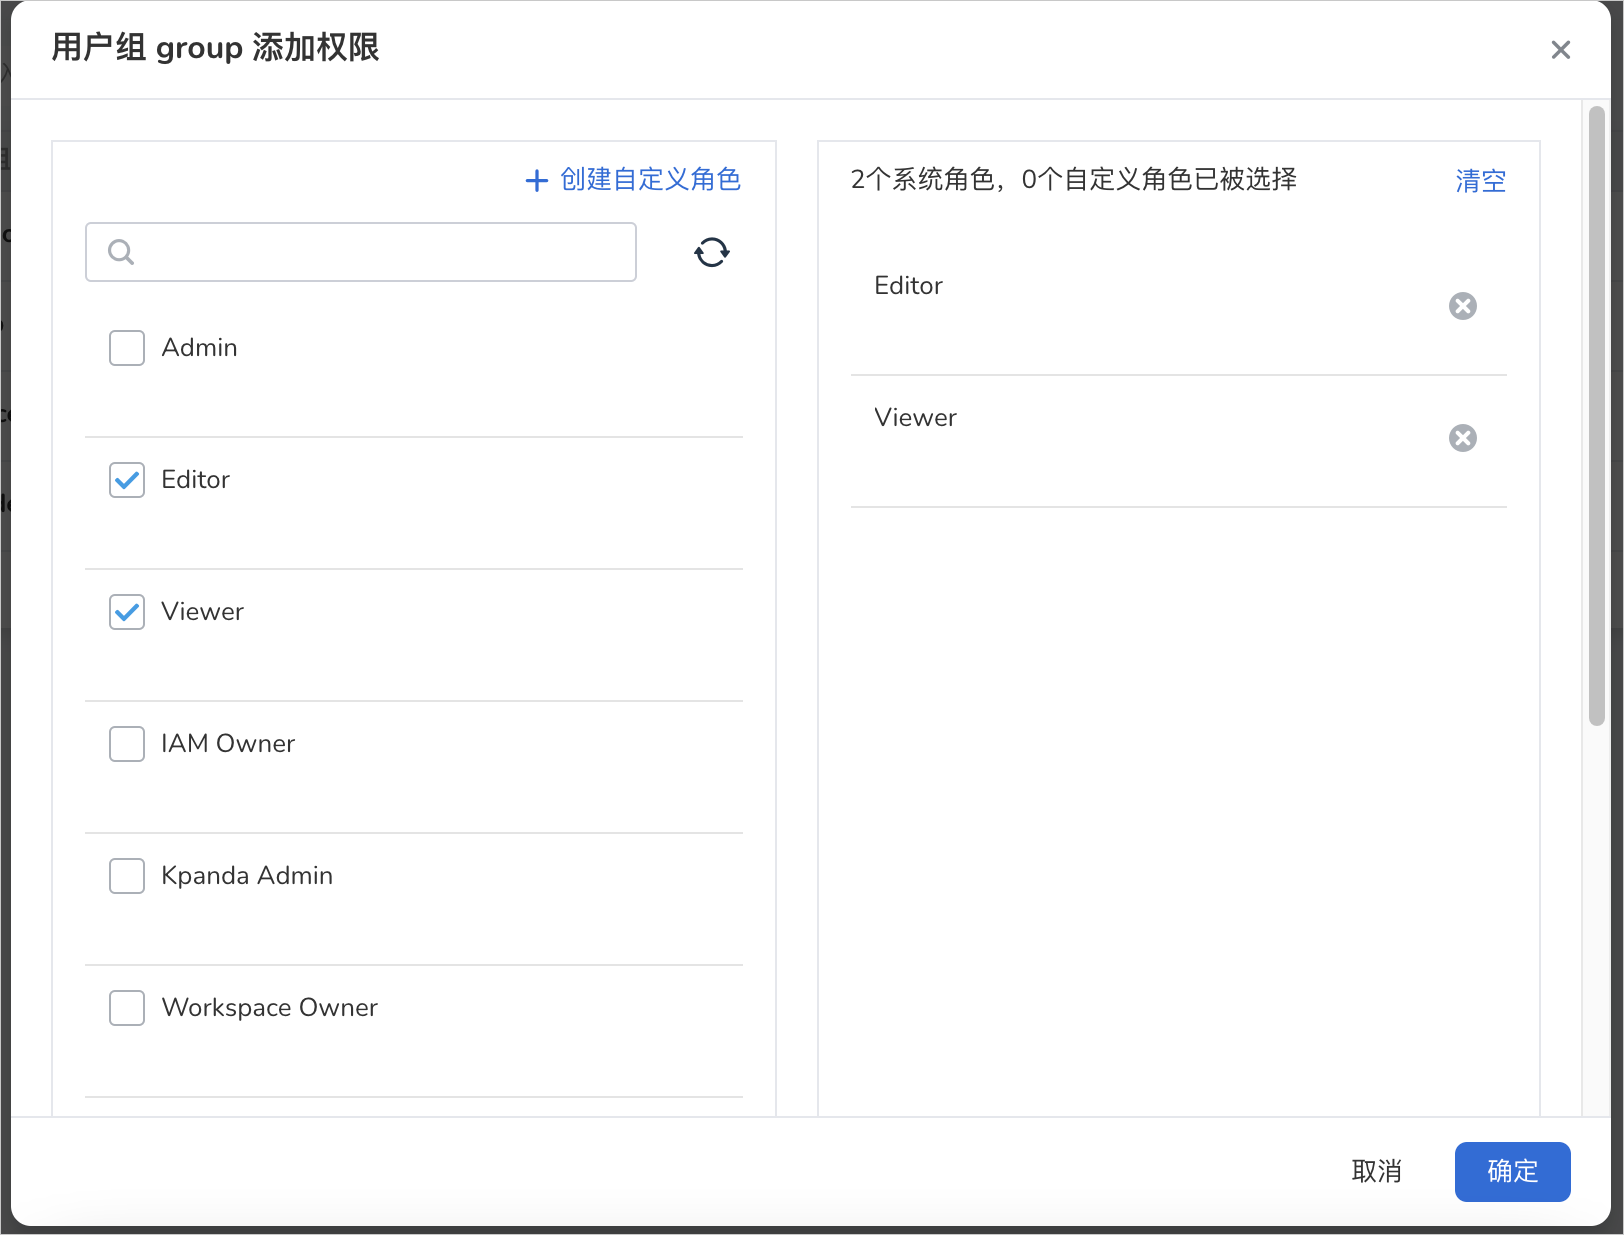 用户组 group 添加权限
创建自定义角色
Admin
Editor
Viewer
IAM Owner
Kpanda Admin
Workspace Owner
2个系统角色，0个自定义角色已被选择
清空
Editor
Viewer
取消
确定